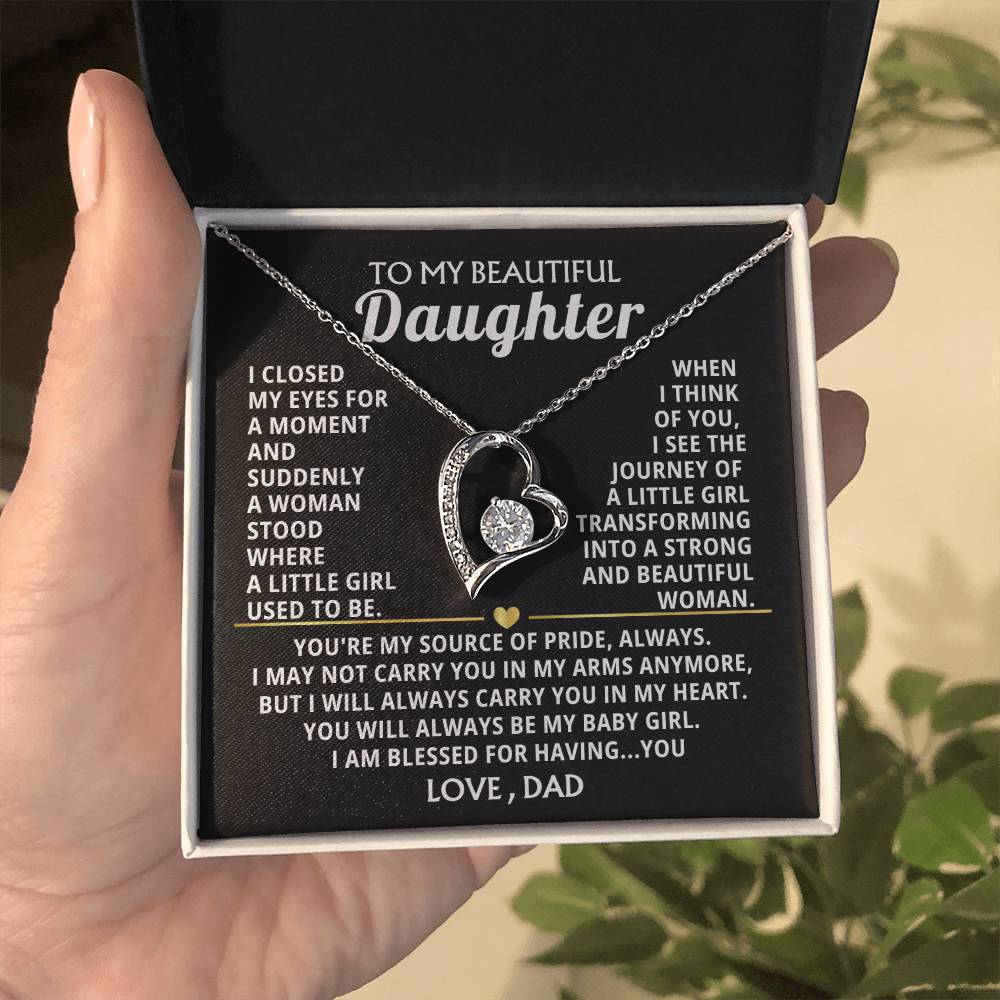 TO MY BEAUTIFUL
Daughter
I CLOSED
MY EYES FOR
A MOMENT
AND
SUDDENLY
A WOMAN
STOOD
WHERE
A LITTLE GIRL
USED TO BE.
WHEN
I THINK
OF YOU,
I SEE THE
JOURNEY OF
A LITTLE GIRL
TRANSFORMING
INTO A STRONG
AND BEAUTIFUL
WOMAN.
YOU'RE MY SOURCE OF PRIDE, ALWAYS.
I MAY NOT CARRY YOU IN MY ARMS ANYMORE,
BUT I WILL ALWAYS CARRY YOU IN MY HEART.
YOU WILL ALWAYS BE MY BABY GIRL.
I AM BLESSED FOR HAVING...YOU
LOVE , DAD